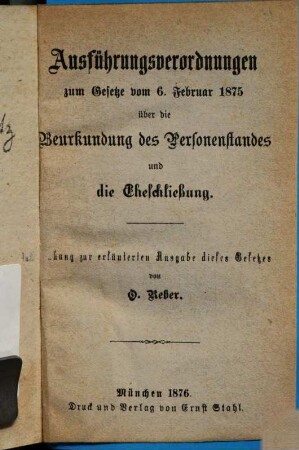 Ausführungsverordnungen
zum Gesetze vom 6. Februar 1875
über die
Beurkundung des Personenstandes
und
die Eheschließung.
zur erläuterten Ausgabe dieses Gesetzes
von
O. Reber.
München 1876.
Druck und Verlag von Ernst Stahl.